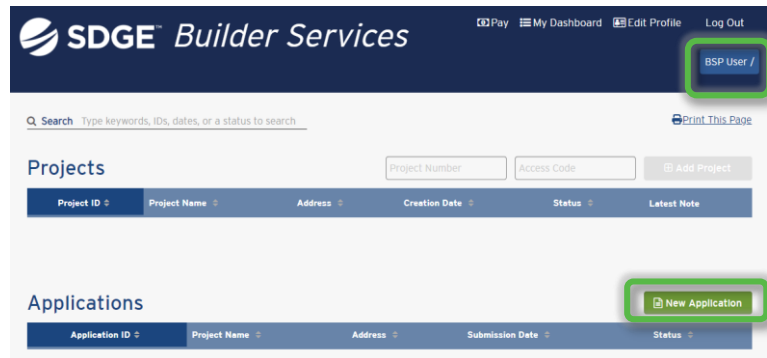 SDGE™ Builder Services
Pay My Dashboard Edit Profile Log Out
BSP User /
Search Type keywords, IDs, dates, or a status to search
Print This Page
Projects
Project Number Access Code Add Project
Project ID Project Name Address Creation Date Status Latest Note
Applications
New Application
Application ID Project Name Address Submission Date Status